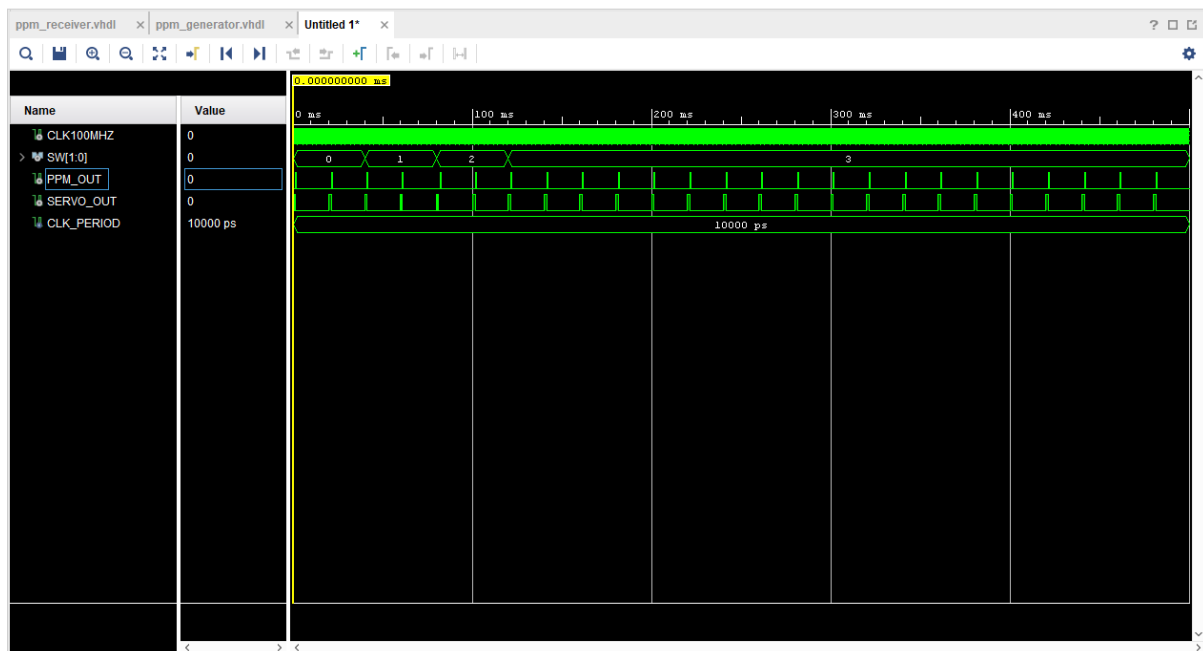 ppm_receiver.vhdl × ppm_generator.vhdl × Untitled 1* × ?
0.000000000 ms
Name Value 0 ms 100 ms 200 ms 300 ms 400 ms
CLK100MHZ 0
> SW[1:0] 0 0 1 2 3
PPM_OUT 0
SERVO_OUT 0
CLK_PERIOD 10000 ps 10000 ps